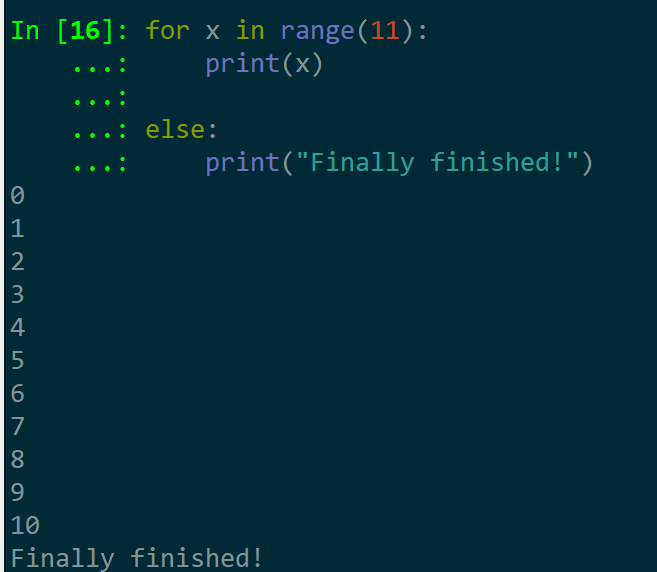 In [16]: for x in range(11):
    ...:     print(x)
    ...:
    ...: else:
    ...:     print("Finally finished!")
0
1
2
3
4
5
6
7
8
9
10
Finally finished!